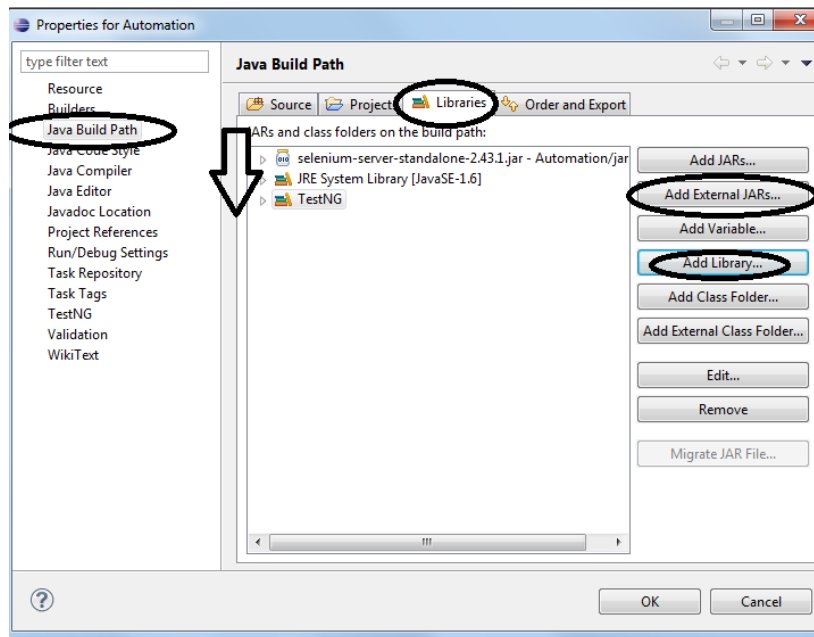 Properties for Automation
type filter text
Resource
Builders
Java Build Path
Java Code Style
Java Compiler
Java Editor
Javadoc Location
Project References
Run/Debug Settings
Task Repository
Task Tags
TestNG
Validation
WikiText
Java Build Path
Source Projects Libraries Order and Export
JARs and class folders on the build path:
selenium-server-standalone-2.43.1.jar - Automation/jar
JRE System Library [JavaSE-1.6]
TestNG
Add JARs...
Add External JARs...
Add Variable...
Add Library...
Add Class Folder...
Add External Class Folder...
Edit...
Remove
Migrate JAR File...
OK
Cancel